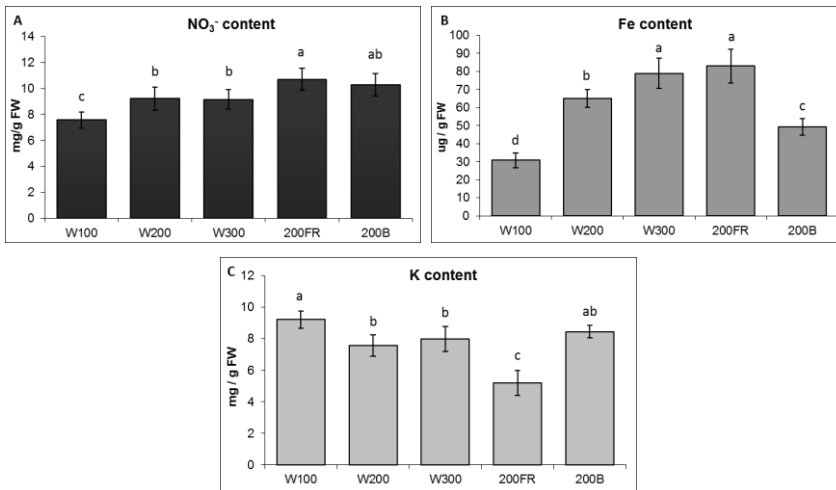 A
NO₃⁻ content
mg/g FW
14
12
10
8
6
4
2
0
c
b
b
a
ab
W100
W200
W300
200FR
200B
B
Fe content
ug / g FW
100
90
80
70
60
50
40
30
20
10
0
d
b
a
a
c
W100
W200
W300
200FR
200B
C
K content
mg / g FW
12
10
8
6
4
2
0
a
b
b
c
ab
W100
W200
W300
200FR
200B